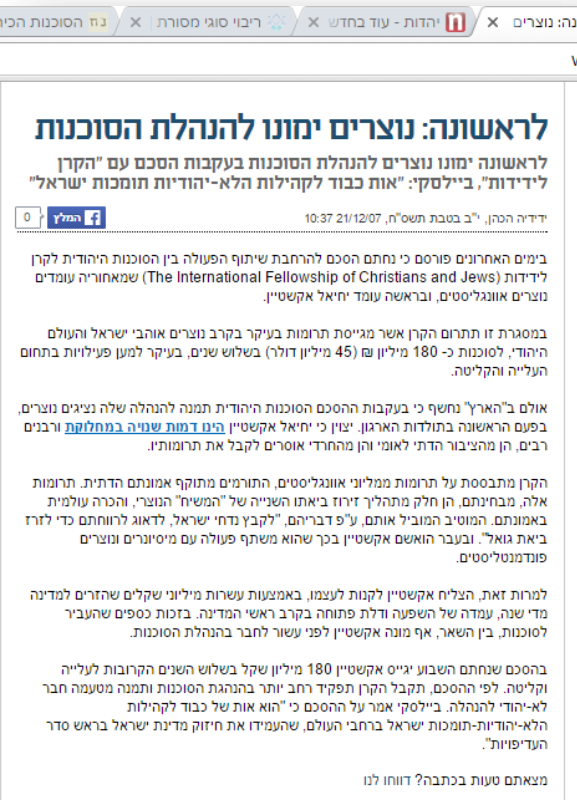 נה: נוצרים
יהדות - עוד בחדש
ריבוי סוגי מסורת
הסוכנות הכי
לראשונה: נוצרים ימונו להנהלת הסוכנות
לראשונה ימונו נוצרים להנהלת הסוכנות בעקבות הסכם עם "הקרן
לידידות", ביילסקי: "אות כבוד לקהילות הלא-יהודיות תומכות ישראל"
ידידיה הכהן, י"ב בטבת תשס"ח, 21/12/07 10:37
המלץ
0
בימים האחרונים פורסם כי נחתם הסכם להרחבת שיתוף הפעולה בין הסוכנות היהודית לקרן
לידידות (The International Fellowship of Christians and Jews) שמאחוריה עומדים
נוצרים אוונגליסטים, ובראשה עומד יחיאל אקשטיין.
במסגרת זו תתרום הקרן אשר מגייסת תרומות בעיקר בקרב נוצרים אוהבי ישראל והעולם
היהודי, לסוכנות כ- 180 מיליון ₪ (45 מיליון דולר) בשלוש שנים, בעיקר למען פעילויות בתחום
העלייה והקליטה.
אולם ב"הארץ" נחשף כי בעקבות ההסכם הסוכנות היהודית תמנה להנהלה שלה נציגים נוצרים,
בפעם הראשונה בתולדות הארגון. יצוין כי יחיאל אקשטיין הינו דמות שנויה במחלוקת ורבנים
רבים, הן מהציבור הדתי לאומי והן מהחרדי אוסרים לקבל את תרומותיו.
הקרן מתבססת על תרומות ממליוני אוונגליסטים, התורמים מתוקף אמונתם הדתית. תרומות
אלה, מבחינתם, הן חלק מתהליך זירוז ביאתו השנייה של "המשיח" הנוצרי, והכרה עולמית
באמונתם. המוטיב המוביל אותם, ע"פ דבריהם, "לקבץ נדחי ישראל, לדאוג לרווחתם כדי לזרז
ביאת גואל". ובעבר הואשם אקשטיין בכך שהוא משתף פעולה עם מיסיונרים ונוצרים
פונדמנטליסטים.
למרות זאת, הצליח אקשטיין לקנות לעצמו, באמצעות עשרות מיליוני שקלים שהזרים למדינה
מדי שנה, עמדה של השפעה ודלת פתוחה בקרב ראשי המדינה. בזכות כספים שהעביר
לסוכנות, בין השאר, אף מונה אקשטיין לפני עשור לחבר בהנהלת הסוכנות.
בהסכם שנחתם השבוע יגייס אקשטיין 180 מיליון שקל בשלוש השנים הקרובות לעלייה
וקליטה. לפי ההסכם, תקבל הקרן תפקיד רחב יותר בהנהגת הסוכנות ותמנה מטעמה חבר
לא-יהודי להנהלה. ביילסקי אמר על ההסכם כי "הוא אות של כבוד לקהילות
הלא-יהודיות-תומכות ישראל ברחבי העולם, שהעמידו את חיזוק מדינת ישראל בראש סדר
העדיפויות".
מצאתם טעות בכתבה? דווחו לנו